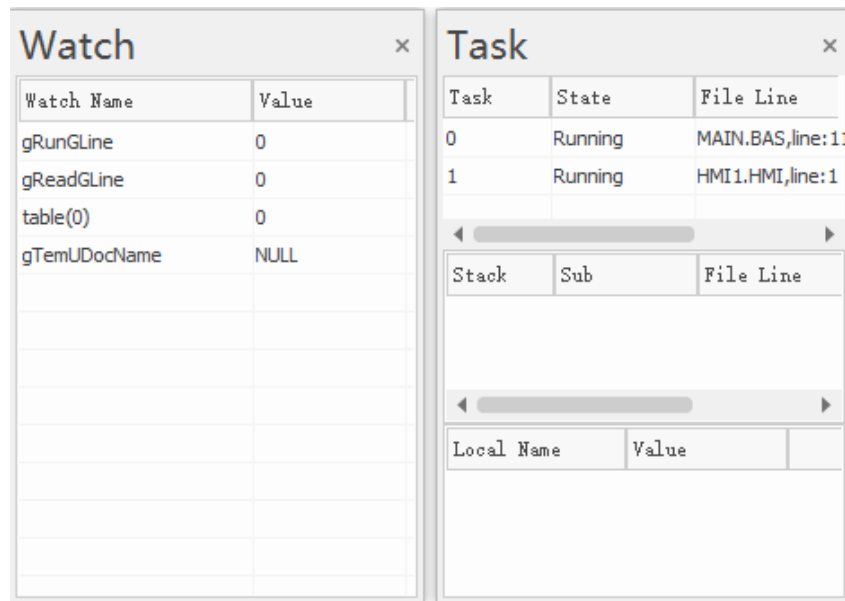 Watch
Watch Name Value
gRunGLine 0
gReadGLine 0
table(0) 0
gTemUDocName NULL
Task
Task State File Line
0 Running MAIN.BAS,line:11
1 Running HMI1.HMI,line:1
Stack Sub File Line
Local Name Value